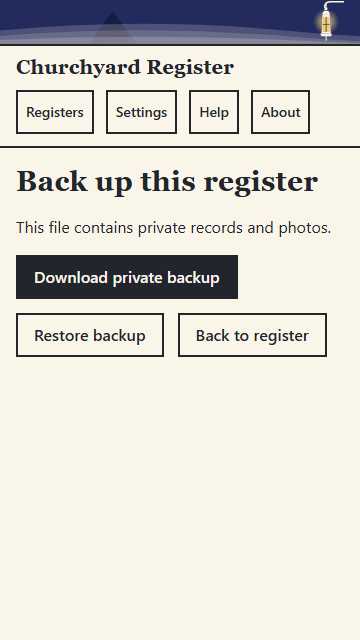 Churchyard Register
Registers Settings Help About
Back up this register
This file contains private records and photos.
Download private backup
Restore backup Back to register